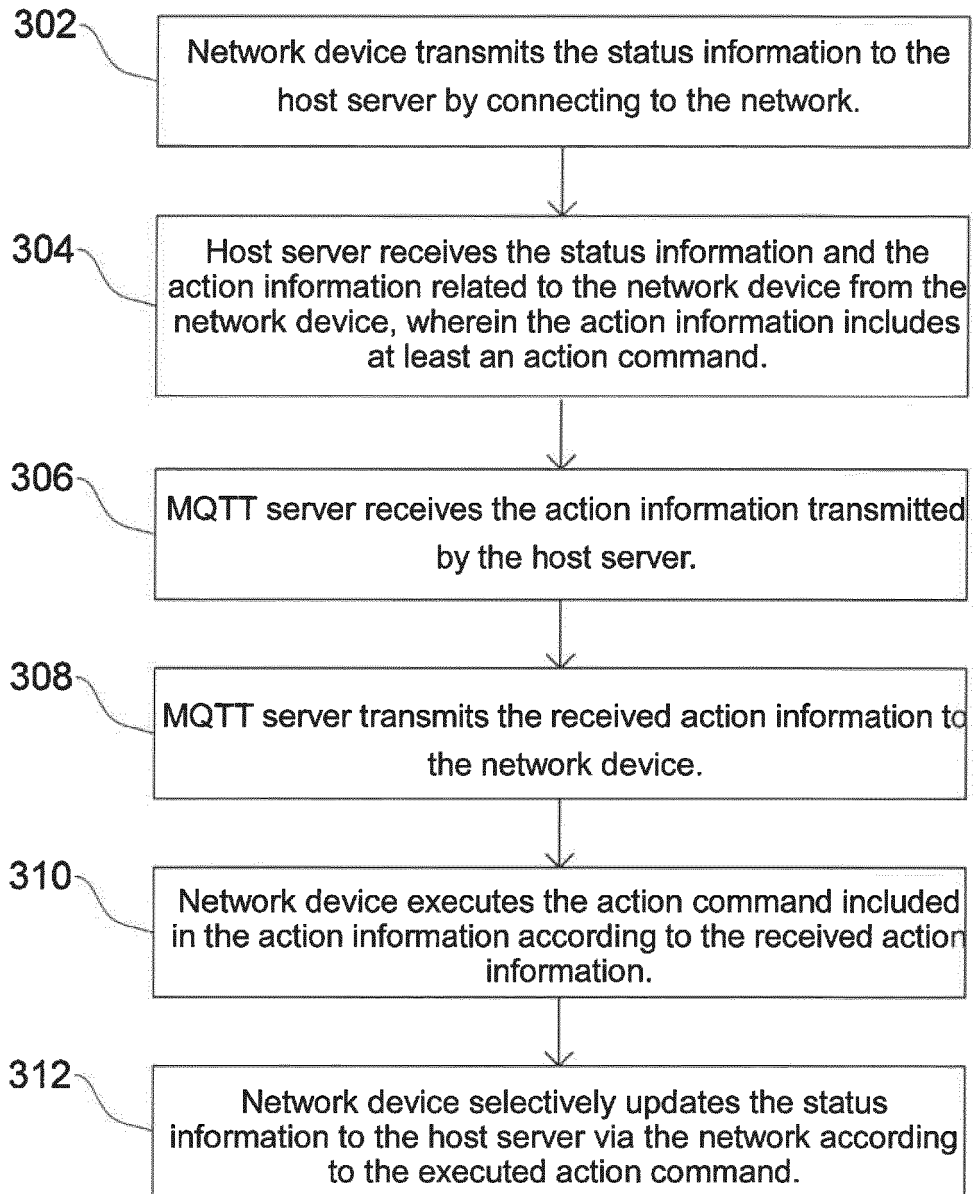 302
Network device transmits the status information to the
host server by connecting to the network.
304
Host server receives the status information and the
action information related to the network device from the
network device, wherein the action information includes
at least an action command.
306
MQTT server receives the action information transmitted
by the host server.
308
MQTT server transmits the received action information to
the network device.
310
Network device executes the action command included
in the action information according to the received action
information.
312
Network device selectively updates the status
information to the host server via the network according
to the executed action command.